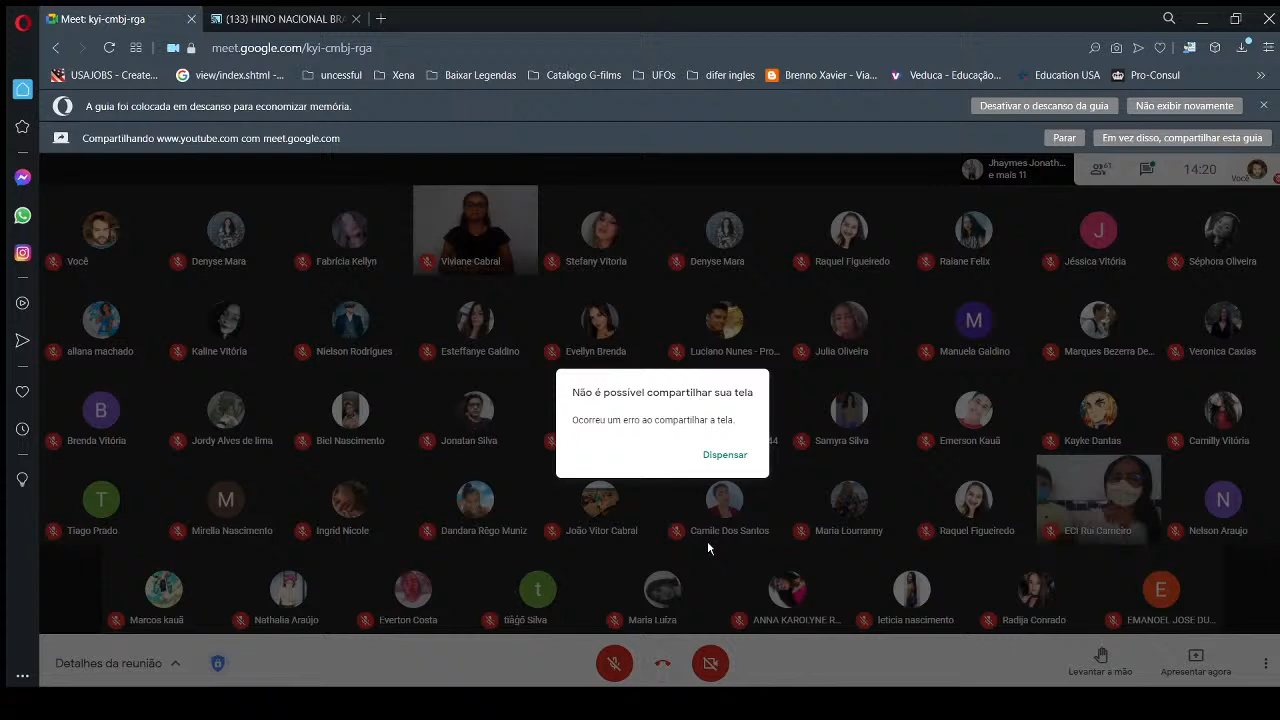 Meet: kyi-cmbj-rga
(133) HINO NACIONAL BRA
meet.google.com/kyi-cmbj-rga
USAJOBS - Create...
view/index.shtml -...
uncessful
Xena
Baixar Legendas
Catalogo G-films
UFOs
difer ingles
Brenno Xavier - Via...
Veduca - Educação...
Education USA
Pro-Consul
A guia foi colocada em descanso para economizar memória.
Desativar o descanso da guia
Não exibir novamente
Compartilhando www.youtube.com com meet.google.com
Parar
Em vez disso, compartilhar esta guia
Jhaymes Jonath...
e mais 11
61
14:20
Você
Você
Denyse Mara
Fabrícia Kellyn
Viviane Cabral
Stefany Vitoria
Denyse Mara
Raquel Figueiredo
Raiane Felix
J
Jéssica Vitória
Séphora Oliveira
allana machado
Kaline Vitória
Nielson Rodrigues
Esteffanye Galdino
Evellyn Brenda
Luciano Nunes - Pro...
Julia Oliveira
M
Manuela Galdino
Marques Bezerra De...
Veronica Caxias
B
Brenda Vitória
Jordy Alves de lima
Biel Nascimento
Jonatan Silva
44
Samyra Silva
Emerson Kauã
Kayke Dantas
Camilly Vitória
Não é possível compartilhar sua tela
Ocorreu um erro ao compartilhar a tela.
Dispensar
T
Tiago Prado
M
Mirella Nascimento
Ingrid Nicole
Dandara Rêgo Muniz
João Vitor Cabral
Camile Dos Santos
Maria Lourranny
Raquel Figueiredo
ECI Rui Carneiro
N
Nelson Araujo
Marcos kauã
Nathalia Araújo
Everton Costa
t
tiãgõ Silva
Maria Luíza
ANNA KAROLYNE R...
leticia nascimento
Radija Conrado
E
EMANOEL JOSE DU...
Detalhes da reunião
Levantar a mão
Apresentar agora